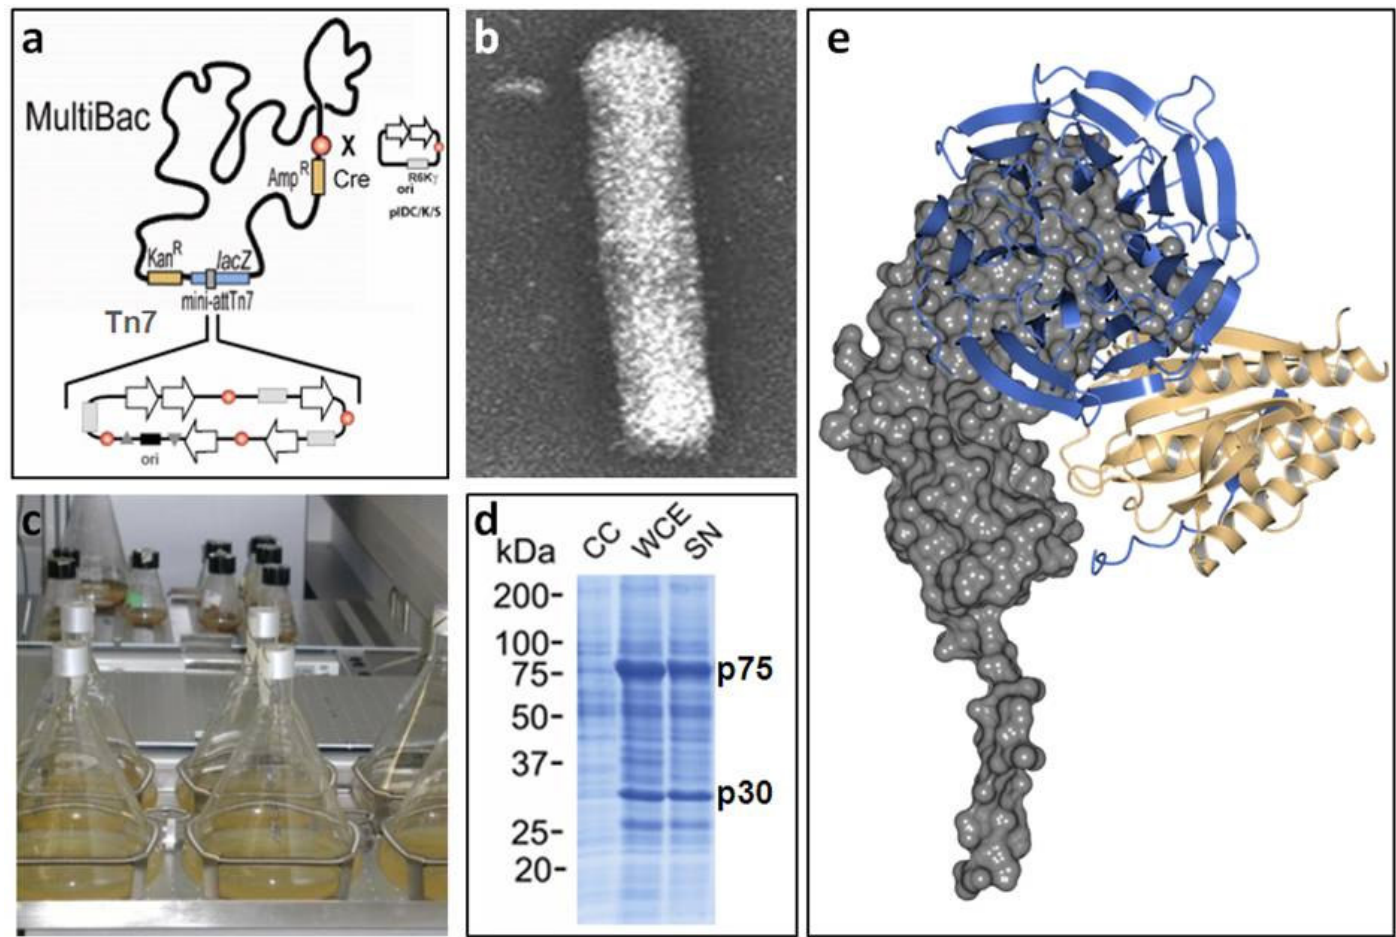 a
MultiBac
Amp R
X
Cre
R6Kγ
ori
pIDC/K/S
Kan R
lacZ
mini-attTn7
Tn7
ori
b
c
d
kDa
CC
WCE
SN
200-
100-
75-
p75
50-
37-
p30
25-
20-
e